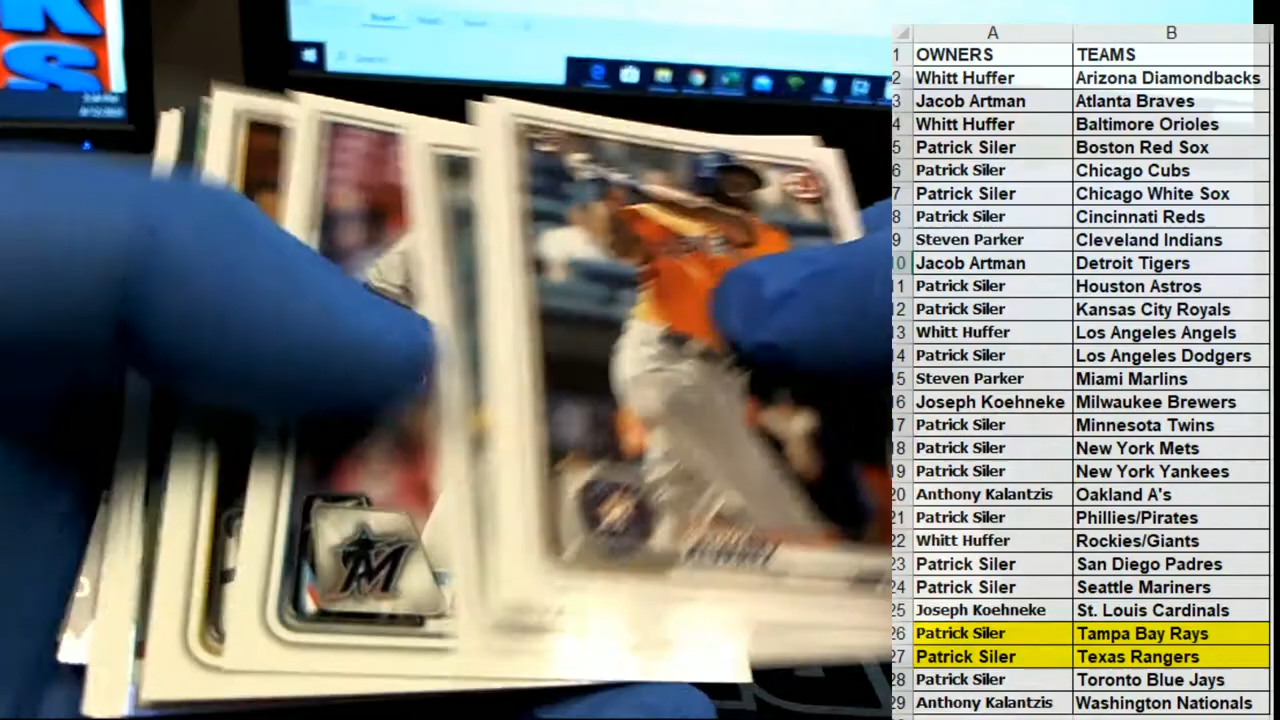 A B
1 OWNERS TEAMS
2 Whitt Huffer Arizona Diamondbacks
3 Jacob Artman Atlanta Braves
4 Whitt Huffer Baltimore Orioles
5 Patrick Siler Boston Red Sox
6 Patrick Siler Chicago Cubs
7 Patrick Siler Chicago White Sox
8 Patrick Siler Cincinnati Reds
9 Steven Parker Cleveland Indians
10 Jacob Artman Detroit Tigers
11 Patrick Siler Houston Astros
12 Patrick Siler Kansas City Royals
13 Whitt Huffer Los Angeles Angels
14 Patrick Siler Los Angeles Dodgers
15 Steven Parker Miami Marlins
16 Joseph Koehneke Milwaukee Brewers
17 Patrick Siler Minnesota Twins
18 Patrick Siler New York Mets
19 Patrick Siler New York Yankees
20 Anthony Kalantzis Oakland A's
21 Patrick Siler Phillies/Pirates
22 Whitt Huffer Rockies/Giants
23 Patrick Siler San Diego Padres
24 Patrick Siler Seattle Mariners
25 Joseph Koehneke St. Louis Cardinals
26 Patrick Siler Tampa Bay Rays
27 Patrick Siler Texas Rangers
28 Patrick Siler Toronto Blue Jays
29 Anthony Kalantzis Washington Nationals
KS
M